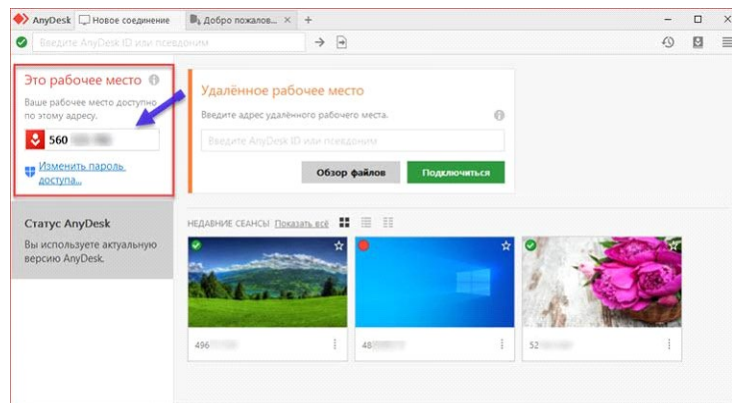 AnyDesk
Новое соединение
Добро пожалов...
Введите AnyDesk ID или псевдоним
Это рабочее место
Ваше рабочее место доступно
по этому адресу.
560
Изменить пароль
доступа...
Удалённое рабочее место
Введите адрес удалённого рабочего места.
Введите AnyDesk ID или псевдоним
Обзор файлов
Подключиться
Статус AnyDesk
Вы используете актуальную
версию AnyDesk.
НЕДАВНИЕ СЕАНСЫ Показать всё
496
48
52